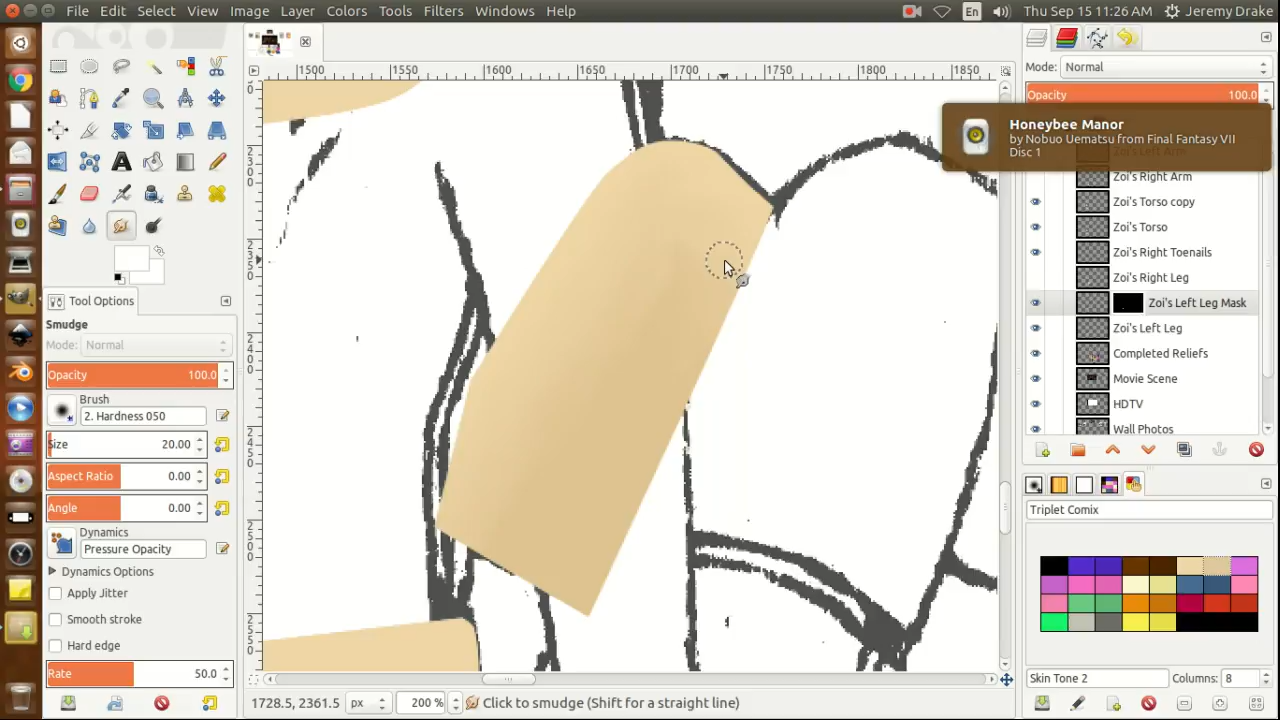 File Edit Select View Image Layer Colors Tools Filters Windows Help
En Thu Sep 15 11:26 AM Jeremy Drake
1500 1550 1600 1650 1700 1750 1800 1850
Mode: Normal
Opacity 100.0
Honeybee Manor
by Nobuo Uematsu from Final Fantasy VII
Disc 1
Zoi's Left Arm
Zoi's Right Arm
Zoi's Torso copy
Zoi's Torso
Zoi's Right Toenails
Zoi's Right Leg
Zoi's Left Leg Mask
Zoi's Left Leg
Completed Reliefs
Movie Scene
HDTV
Wall Photos
Tool Options
Smudge
Mode: Normal
Opacity 100.0
Brush
2. Hardness 050
Size 20.00
Aspect Ratio 0.00
Angle 0.00
Dynamics
Pressure Opacity
Dynamics Options
Apply Jitter
Smooth stroke
Hard edge
Rate 50.0
Triplet Comix
Skin Tone 2 Columns: 8
1728.5, 2361.5 px 200 % Click to smudge (Shift for a straight line)